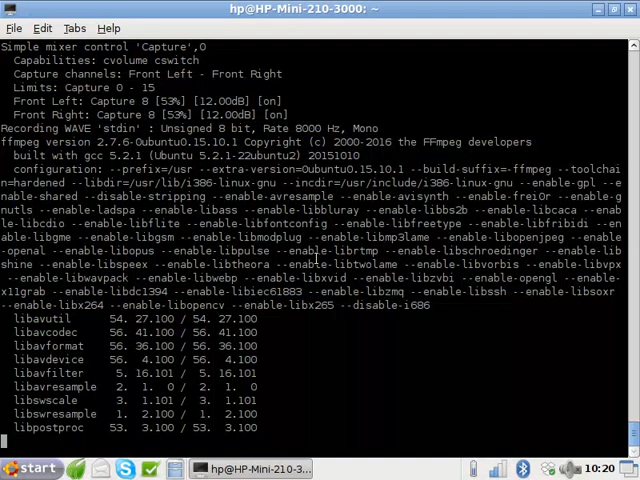 hp@HP-Mini-210-3000: ~
File Edit Tabs Help
Simple mixer control 'Capture',0
  Capabilities: cvolume cswitch
  Capture channels: Front Left - Front Right
  Limits: Capture 0 - 15
  Front Left: Capture 8 [53%] [12.00dB] [on]
  Front Right: Capture 8 [53%] [12.00dB] [on]
Recording WAVE 'stdin' : Unsigned 8 bit, Rate 8000 Hz, Mono
ffmpeg version 2.7.6-0ubuntu0.15.10.1 Copyright (c) 2000-2016 the FFmpeg developers
  built with gcc 5.2.1 (Ubuntu 5.2.1-22ubuntu2) 20151010
  configuration: --prefix=/usr --extra-version=0ubuntu0.15.10.1 --build-suffix=-ffmpeg --toolchai
n=hardened --libdir=/usr/lib/i386-linux-gnu --incdir=/usr/include/i386-linux-gnu --enable-gpl --e
nable-shared --disable-stripping --enable-avresample --enable-avisynth --enable-frei0r --enable-g
nutls --enable-ladspa --enable-libass --enable-libbluray --enable-libbs2b --enable-libcaca --enab
le-libcdio --enable-libflite --enable-libfontconfig --enable-libfreetype --enable-libfribidi --en
able-libgme --enable-libgsm --enable-libmodplug --enable-libmp3lame --enable-libopenjpeg --enable
-openal --enable-libopus --enable-libpulse --enable-librtmp --enable-libschroedinger --enable-lib
shine --enable-libspeex --enable-libtheora --enable-libtwolame --enable-libvorbis --enable-libvpx
--enable-libwavpack --enable-libwebp --enable-libxvid --enable-libzvbi --enable-opengl --enable-
x11grab --enable-libdc1394 --enable-libiec61883 --enable-libzmq --enable-libssh --enable-libsoxr
--enable-libx264 --enable-libopencv --enable-libx265 --disable-i686
  libavutil      54. 27.100 / 54. 27.100
  libavcodec     56. 41.100 / 56. 41.100
  libavformat    56. 36.100 / 56. 36.100
  libavdevice    56.  4.100 / 56.  4.100
  libavfilter     5. 16.101 /  5. 16.101
  libavresample   2.  1.  0 /  2.  1.  0
  libswscale      3.  1.101 /  3.  1.101
  libswresample   1.  2.100 /  1.  2.100
  libpostproc    53.  3.100 / 53.  3.100
start
hp@HP-Mini-210-3...
10:20